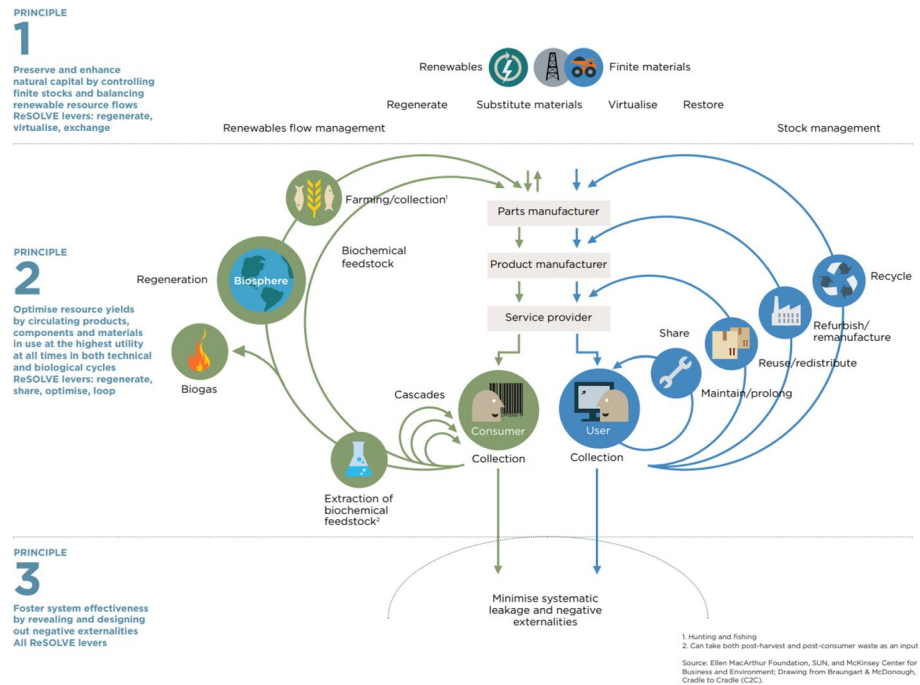 PRINCIPLE
1
Preserve and enhance
natural capital by controlling
finite stocks and balancing
renewable resource flows
ReSOLVE levers: regenerate,
virtualise, exchange
Renewables
Finite materials
Regenerate
Substitute materials
Virtualise
Restore
Renewables flow management
Stock management
PRINCIPLE
2
Optimise resource yields
by circulating products,
components and materials
in use at the highest utility
at all times in both technical
and biological cycles
ReSOLVE levers: regenerate,
share, optimise, loop
Farming/collection¹
Biochemical
feedstock
Regeneration
Biosphere
Biogas
Cascades
Extraction of
biochemical
feedstock²
Parts manufacturer
Product manufacturer
Service provider
Consumer
Collection
User
Collection
Share
Maintain/prolong
Reuse/redistribute
Refurbish/
remanufacture
Recycle
PRINCIPLE
3
Foster system effectiveness
by revealing and designing
out negative externalities
All ReSOLVE levers
Minimise systematic
leakage and negative
externalities
1. Hunting and fishing
2. Can take both post-harvest and post-consumer waste as an input
Source: Ellen MacArthur Foundation, SUN, and McKinsey Center for
Business and Environment; Drawing from Braungart & McDonough,
Cradle to Cradle (C2C).